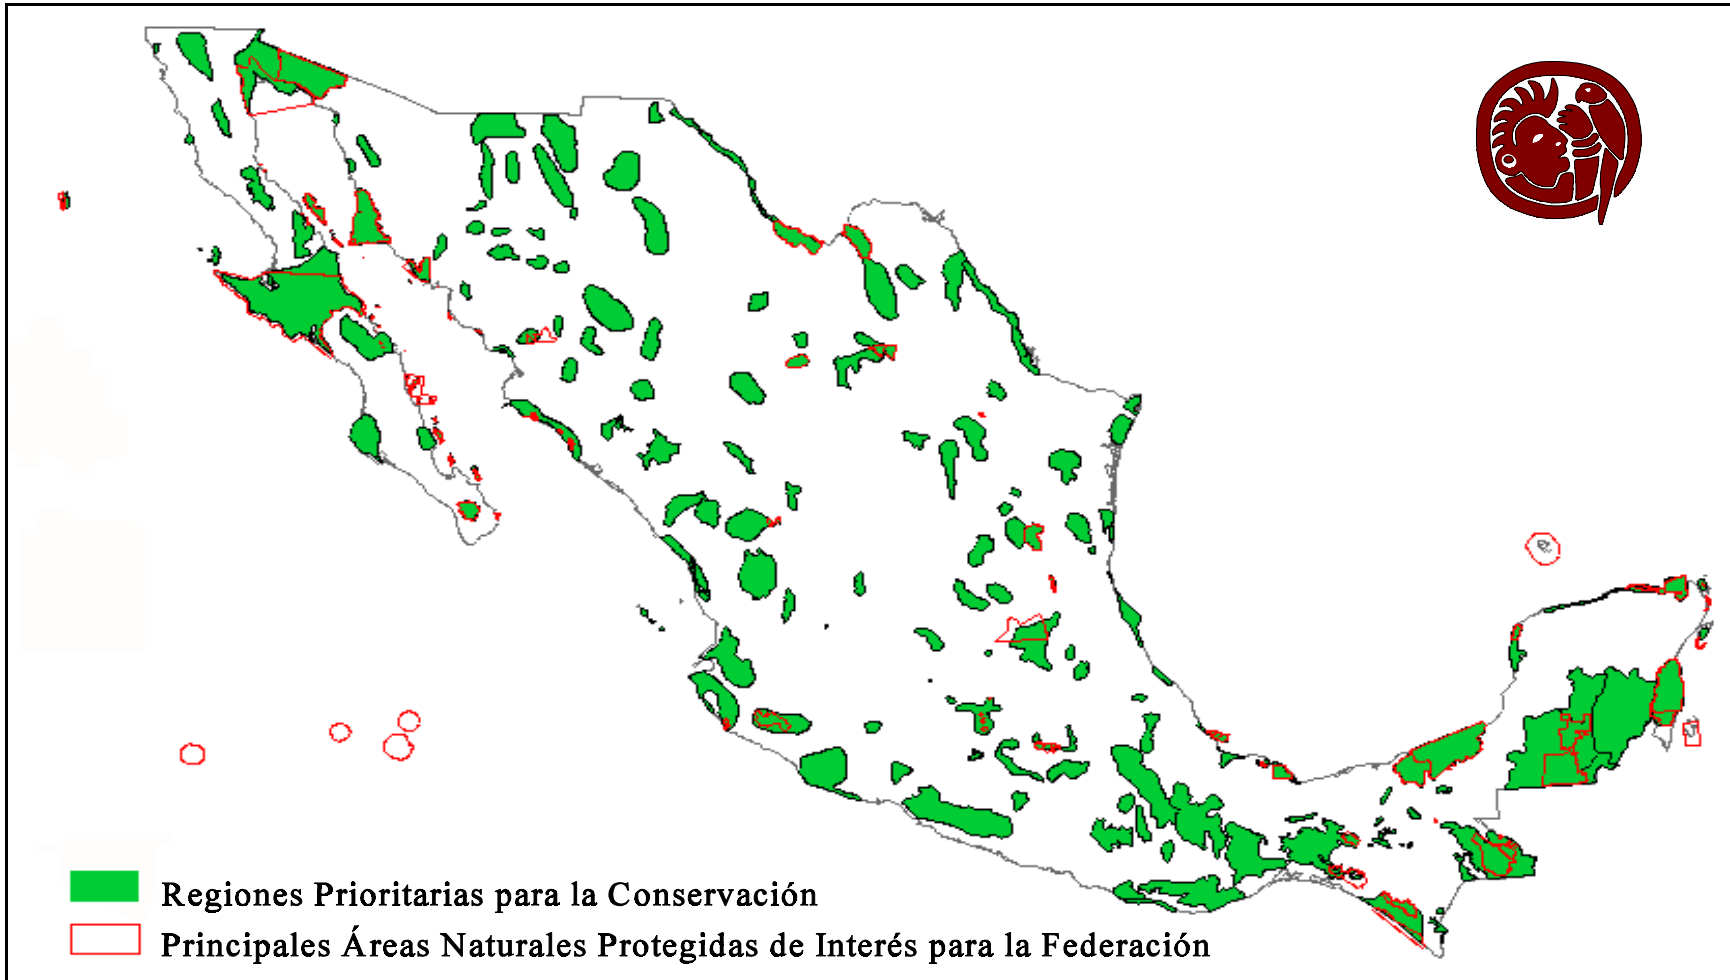 Regiones Prioritarias para la Conservación
Principales Áreas Naturales Protegidas de Interés para la Federación